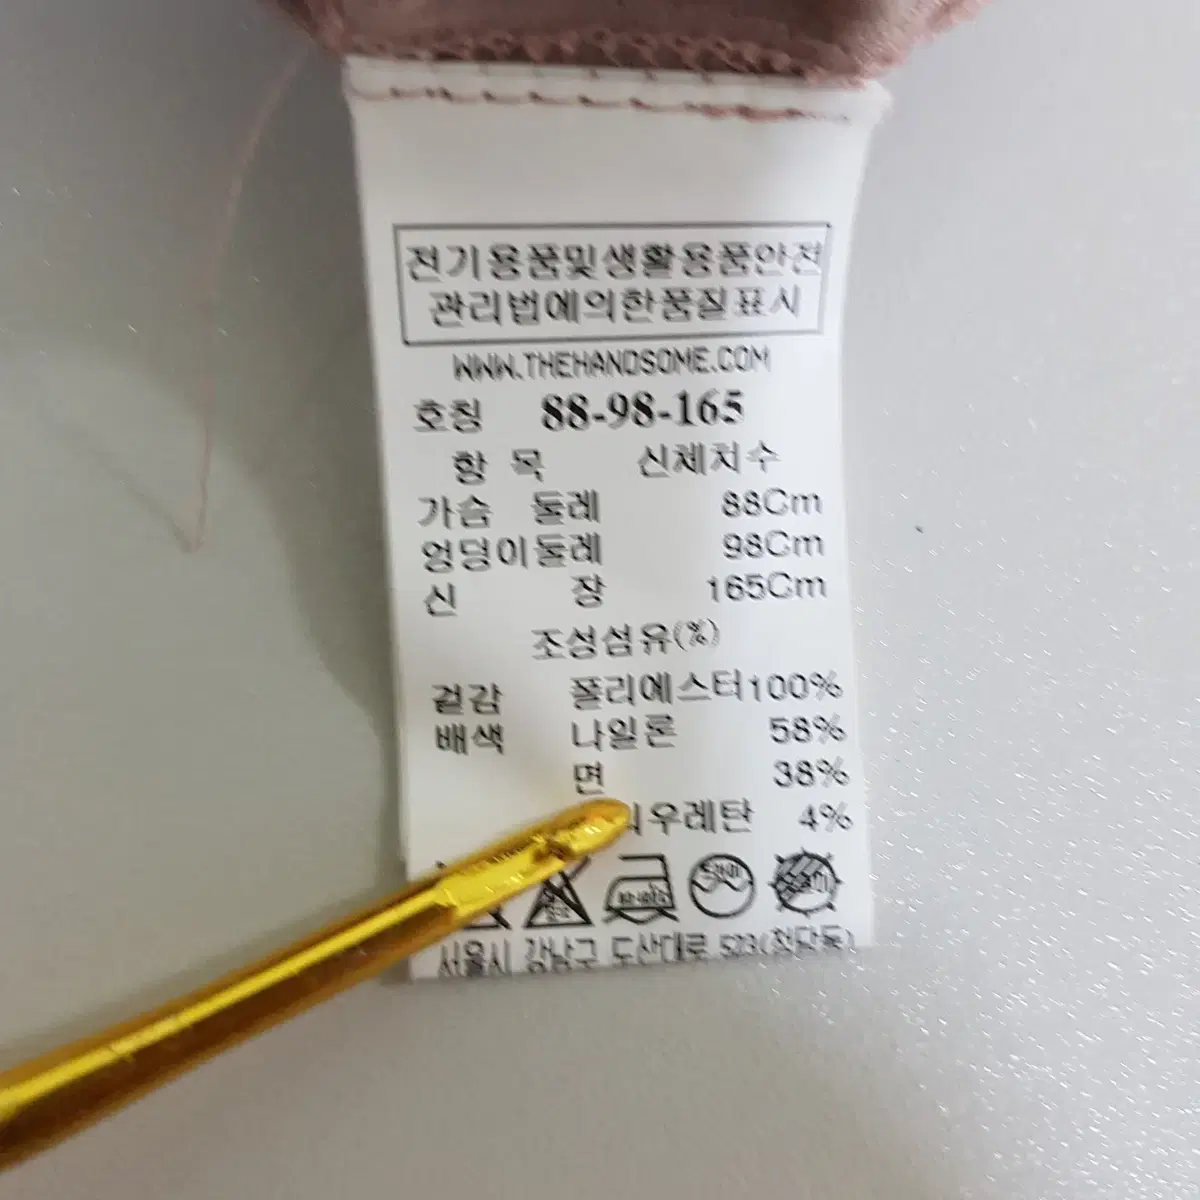 전기용품및생활용품안전
관리법에의한품질표시
WWW.THEHANDSOME.COM
호칭 88-98-165
항 목 신체치수
가슴 둘레 88Cm
엉덩이둘레 98Cm
신 장 165Cm
조성섬유(%)
겉감 폴리에스터100%
배색 나일론 58%
면 38%
리우레탄 4%
서울시 강남구 도산대로 523(청담동)